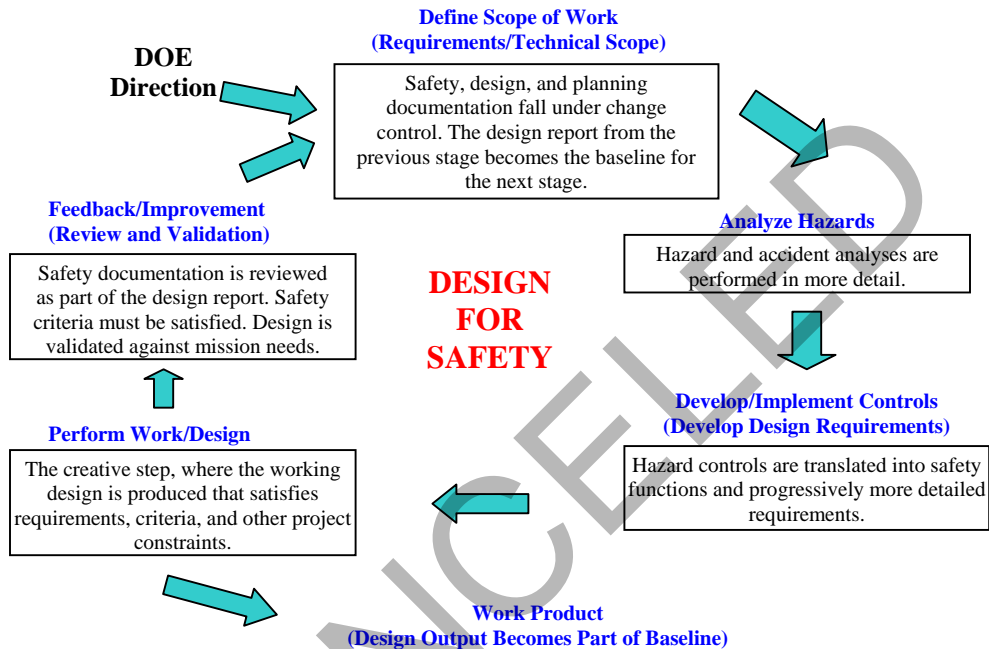 Define Scope of Work
(Requirements/Technical Scope)
DOE
Direction
Safety, design, and planning
documentation fall under change
control. The design report from the
previous stage becomes the baseline for
the next stage.
Analyze Hazards
Hazard and accident analyses are
performed in more detail.
Develop/Implement Controls
(Develop Design Requirements)
Hazard controls are translated into safety
functions and progressively more detailed
requirements.
Feedback/Improvement
(Review and Validation)
Safety documentation is reviewed
as part of the design report. Safety
criteria must be satisfied. Design is
validated against mission needs.
DESIGN
FOR
SAFETY
Perform Work/Design
The creative step, where the working
design is produced that satisfies
requirements, criteria, and other project
constraints.
Work Product
(Design Output Becomes Part of Baseline)
NCELED